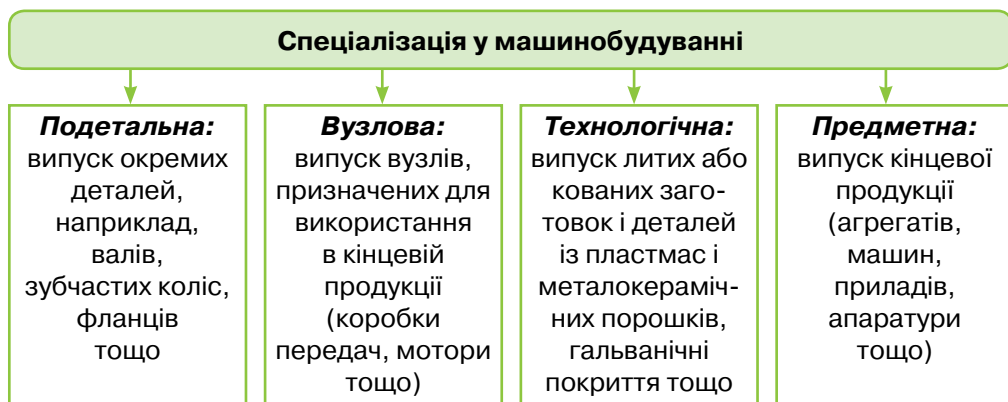 Спеціалізація у машинобудуванні
Подетальна:
випуск окремих
деталей,
наприклад,
валів,
зубчастих коліс,
фланців
тощо
Вузлова:
випуск вузлів,
призначених для
використання
в кінцевій
продукції
(коробки
передач, мотори
тощо)
Технологічна:
випуск литих або
кованих заго-
товок і деталей
із пластмас і
металокераміч-
них порошків,
гальванічні
покриття тощо
Предметна:
випуск кінцевої
продукції
(агрегатів,
машин,
приладів,
апаратури
тощо)